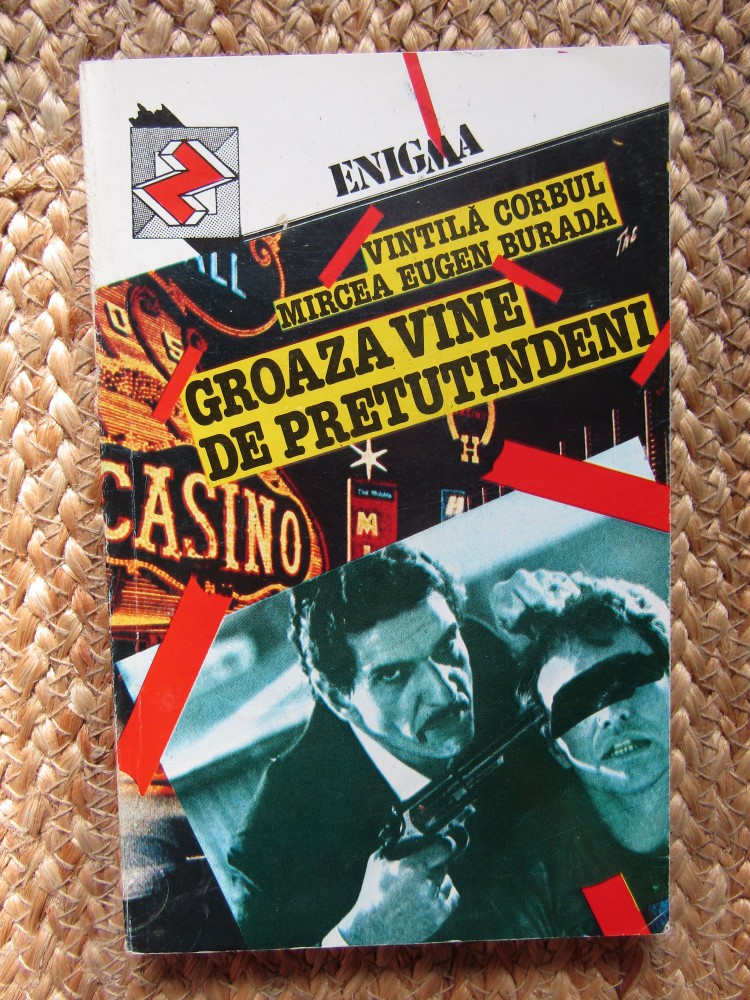 ENIGMA
VINTILĂ CORBUL
MIRCEA EUGEN BURADA
GROAZA VINE
DE PRETUTINDENI
CASINO
H
M